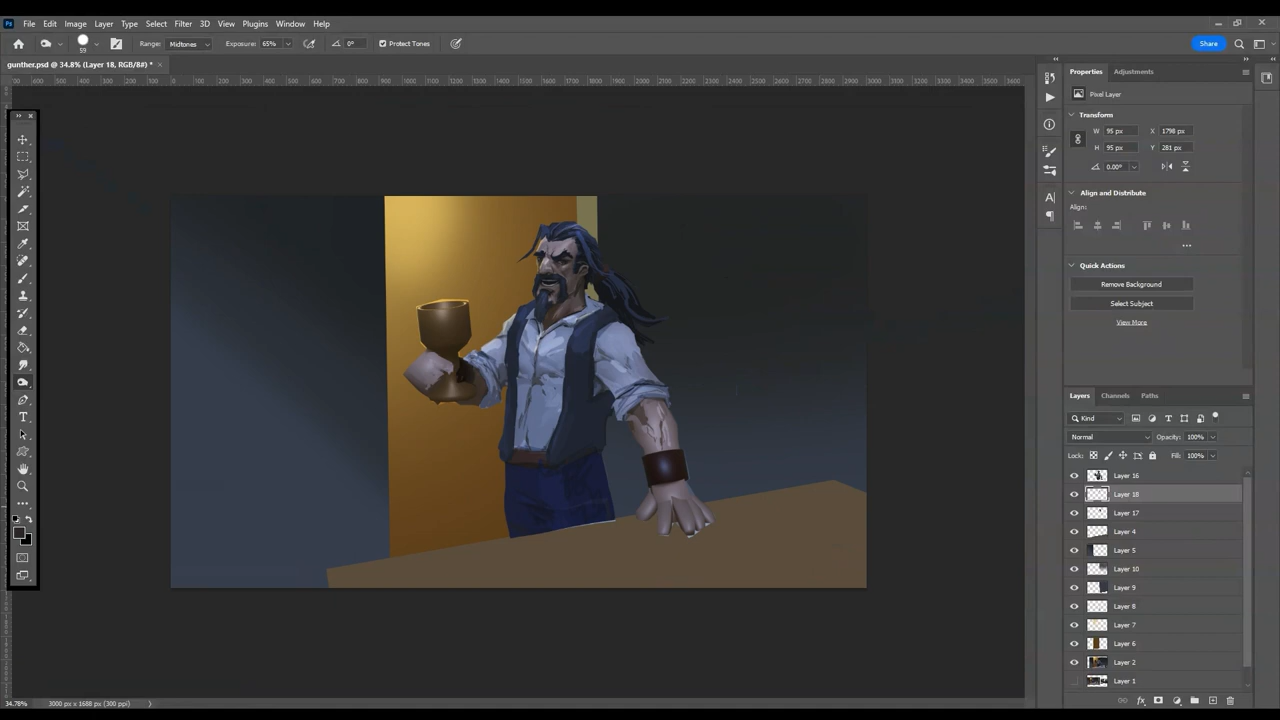 Ps File Edit Image Layer Type Select Filter 3D View Plugins Window Help
59 Range: Midtones Exposure: 65% 0° Protect Tones Share
gunther.psd @ 34.8% (Layer 18, RGB/8#) * ×
Properties Adjustments
Pixel Layer
Transform
W 95 px X 1798 px
H 95 px Y 281 px
0.00°
Align and Distribute
Align:
Quick Actions
Remove Background
Select Subject
View More
Layers Channels Paths
Kind
Normal Opacity: 100%
Lock: Fill: 100%
Layer 16
Layer 18
Layer 17
Layer 4
Layer 5
Layer 10
Layer 9
Layer 8
Layer 7
Layer 6
Layer 2
Layer 1
34.78% 3000 px x 1688 px (300 ppi)